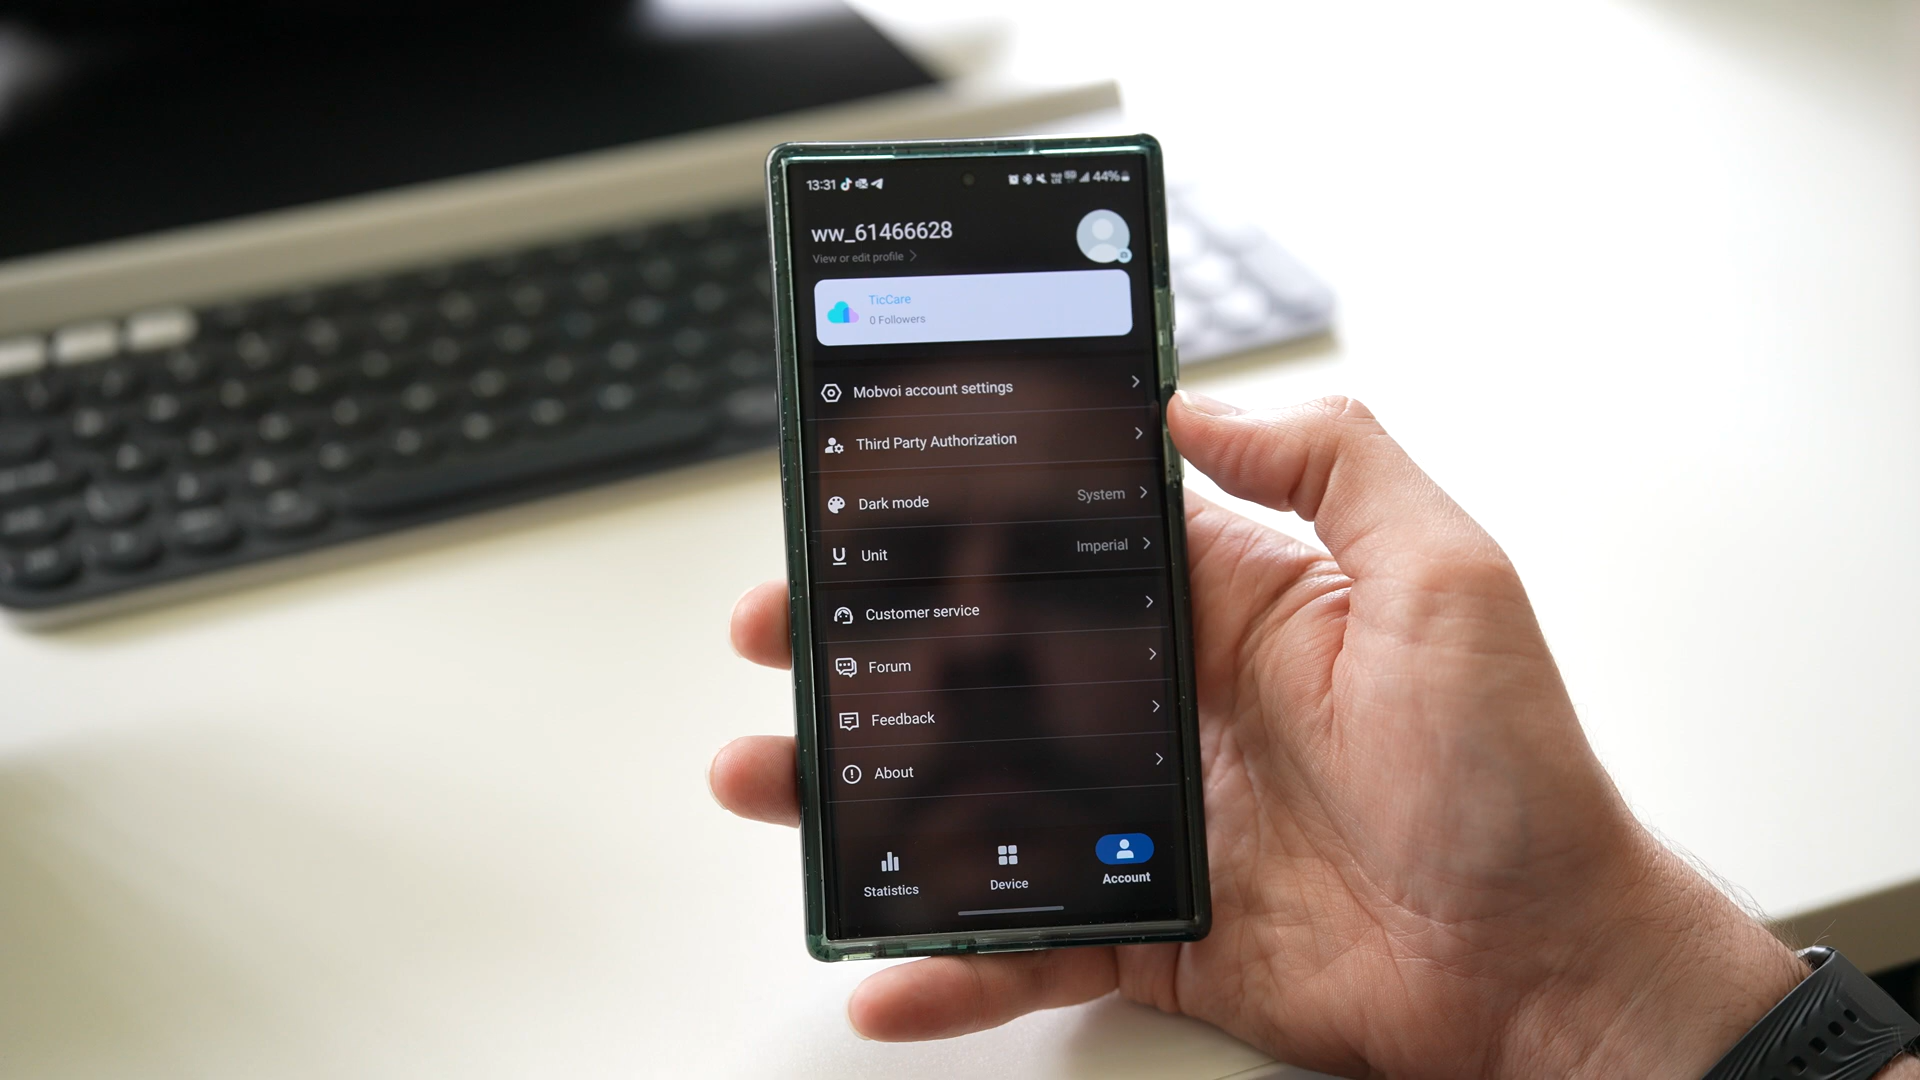 13:31 44%
ww_61466628
View or edit profile
TicCare
0 Followers
Mobvoi account settings
Third Party Authorization
Dark mode System
Unit Imperial
Customer service
Forum
Feedback
About
Statistics Device Account